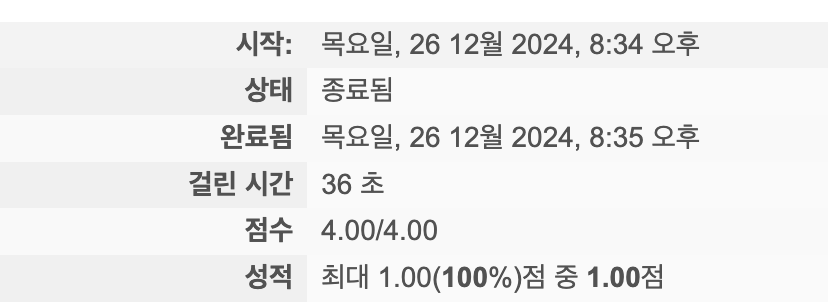 시작: 목요일, 26 12월 2024, 8:34 오후
상태 종료됨
완료됨 목요일, 26 12월 2024, 8:35 오후
걸린 시간 36 초
점수 4.00/4.00
성적 최대 1.00(100%)점 중 1.00점